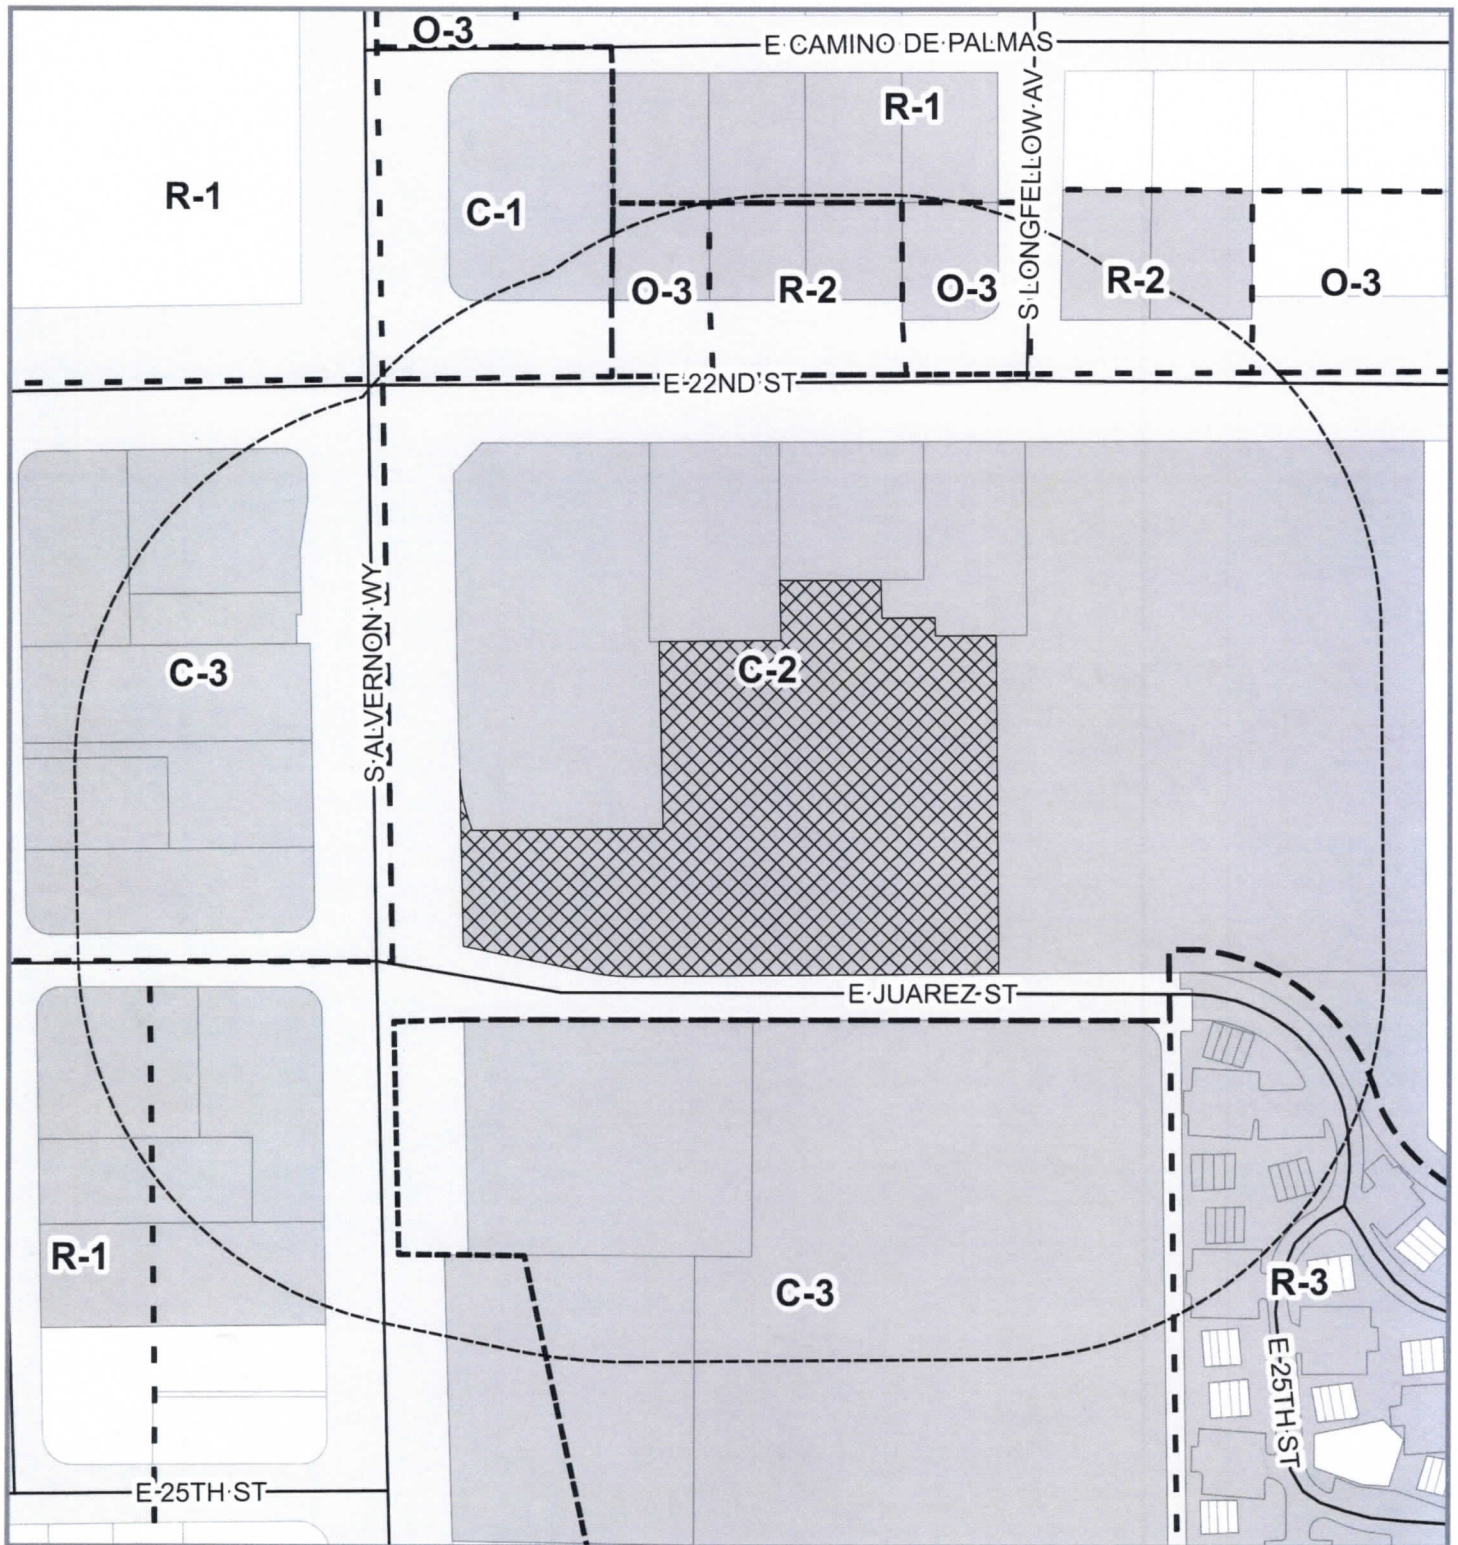 O-3
E CAMINO DE PALMAS
R-1
S LONGFELLOW AV
R-1
C-1
O-3
R-2
O-3
R-2
O-3
E 22ND ST
S ALVERNON WY
C-3
C-2
E JUAREZ ST
R-1
C-3
R-3
E 25TH ST
E 25TH ST